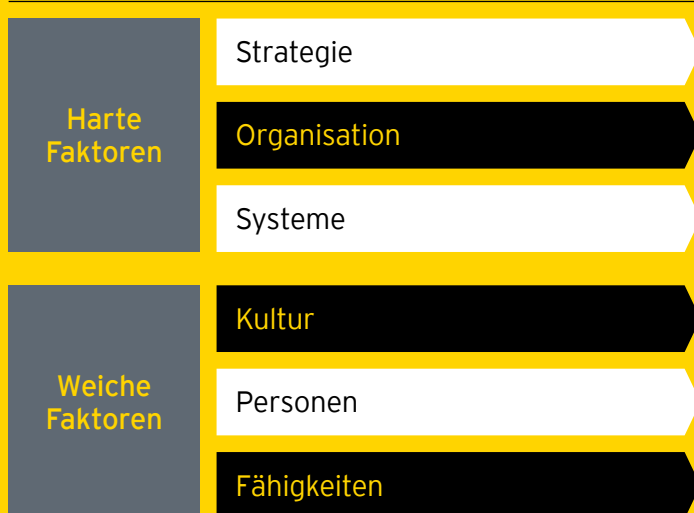 Harte
Faktoren
Strategie
Organisation
Systeme
Weiche
Faktoren
Kultur
Personen
Fähigkeiten